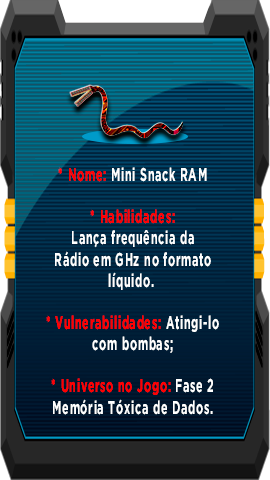 * Nome: Mini Snack RAM
* Habilidades:
Lança frequência da
Rádio em GHz no formato
líquido.
* Vulnerabilidades: Atingi-lo
com bombas;
* Universo no Jogo: Fase 2
Memória Tóxica de Dados.